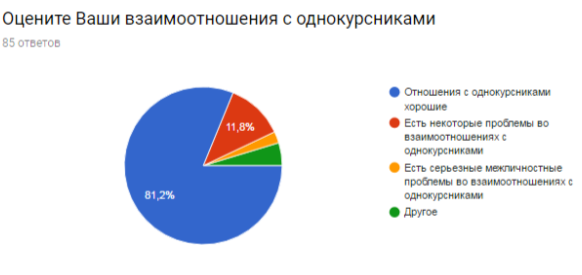 Оцените Ваши взаимоотношения с однокурсниками
85 ответов
11,8%
81,2%
Отношения с однокурсниками
хорошие
Есть некоторые проблемы во
взаимоотношениях с
однокурсниками
Есть серьезные межличностные
проблемы во взаимоотношениях с
однокурсниками
Другое